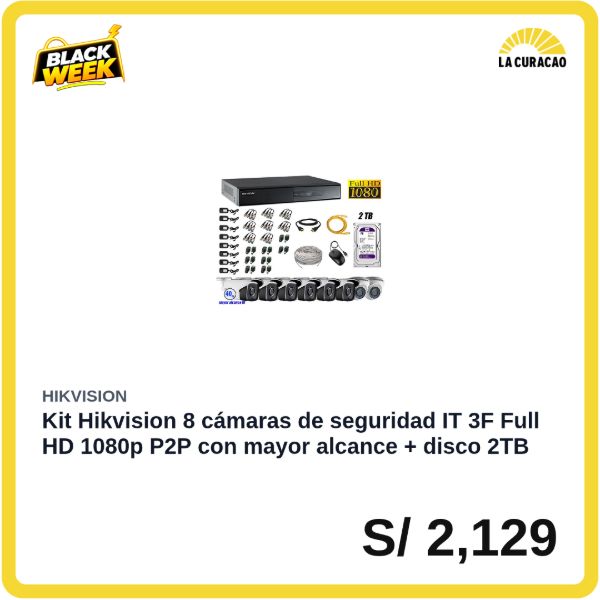 BLACK
WEEK
LA CURACAO
Full HD
1080
2 TB
40
HIKVISION
Kit Hikvision 8 cámaras de seguridad IT 3F Full
HD 1080p P2P con mayor alcance + disco 2TB
S/ 2,129